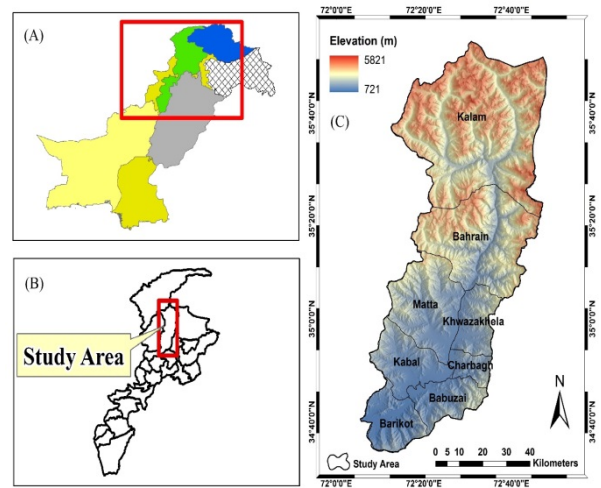 (A)
(B)
Study Area
72°0'0"E 72°20'0"E 72°40'0"E
Elevation (m)
5821
721
(C)
35°40'0"N
35°20'0"N
35°0'0"N
34°40'0"N
35°40'0"N
35°20'0"N
35°0'0"N
34°40'0"N
Kalam
Bahrain
Matta
Khwazakhela
Kabal
Charbagh
Babuzai
Barikot
N
0 5 10 20 30 40
Kilometers
Study Area
72°0'0"E 72°20'0"E 72°40'0"E